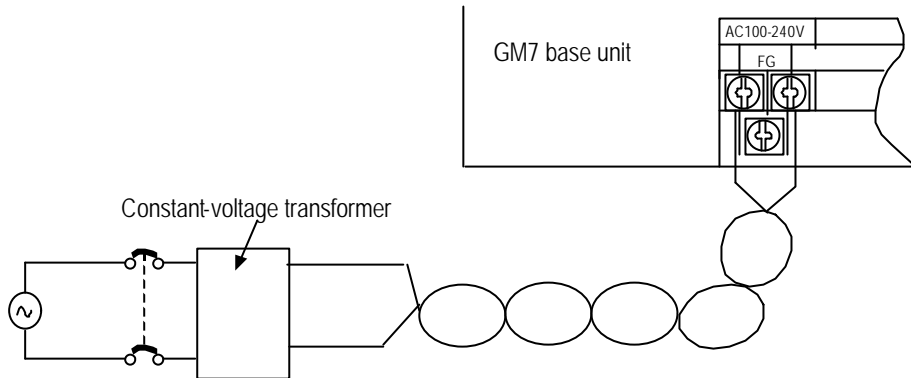 AC100-240V
GM7 base unit
FG
Constant-voltage transformer